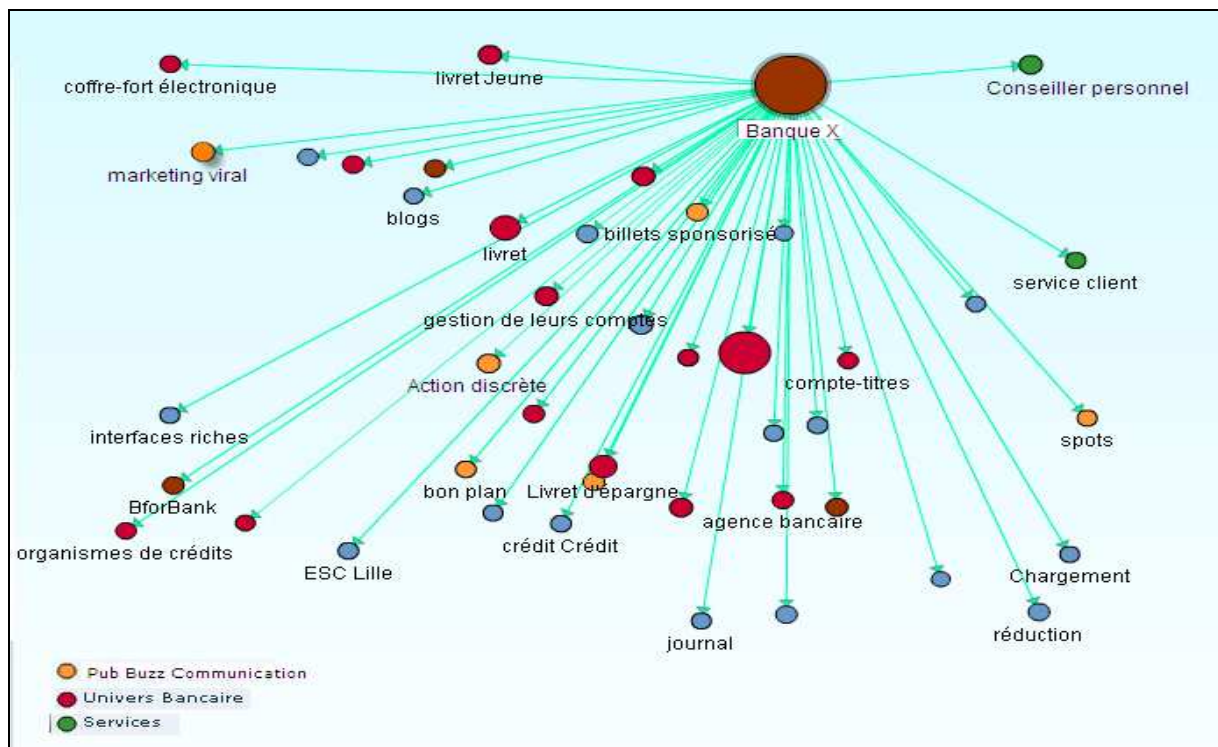 livret Jeune
coffre-fort électronique
Conseiller personnel
Banque X
marketing viral
blogs
billets sponsorisé
livret
service client
gestion de leurs comptes
Action discrète
compte-titres
interfaces riches
spots
bon plan
Livret d'épargne
BforBank
agence bancaire
organismes de crédits
crédit Crédit
ESC Lille
Chargement
journal
réduction
Pub Buzz Communication
Univers Bancaire
Services